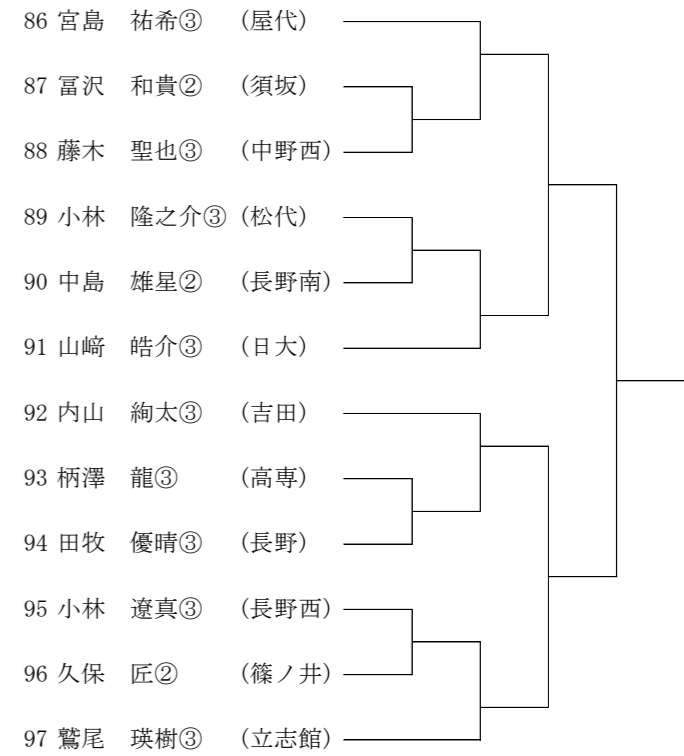 86 宮島 祐希③ (屋代)
87 冨沢 和貴② (須坂)
88 藤木 聖也③ (中野西)
89 小林 隆之介③ (松代)
90 中島 雄星② (長野南)
91 山﨑 皓介③ (日大)
92 内山 絢太③ (吉田)
93 柄澤 龍③ (高専)
94 田牧 優晴③ (長野)
95 小林 遼真③ (長野西)
96 久保 匠② (篠ノ井)
97 鷲尾 瑛樹③ (立志館)